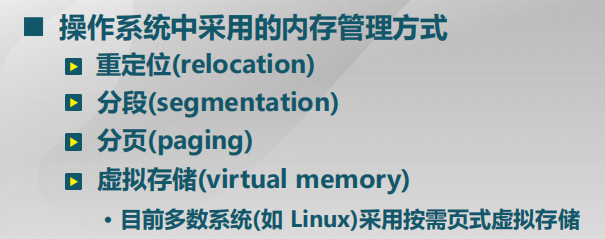 操作系统中采用的内存管理方式
重定位(relocation)
分段(segmentation)
分页(paging)
虚拟存储(virtual memory)
• 目前多数系统(如 Linux)采用按需页式虚拟存储